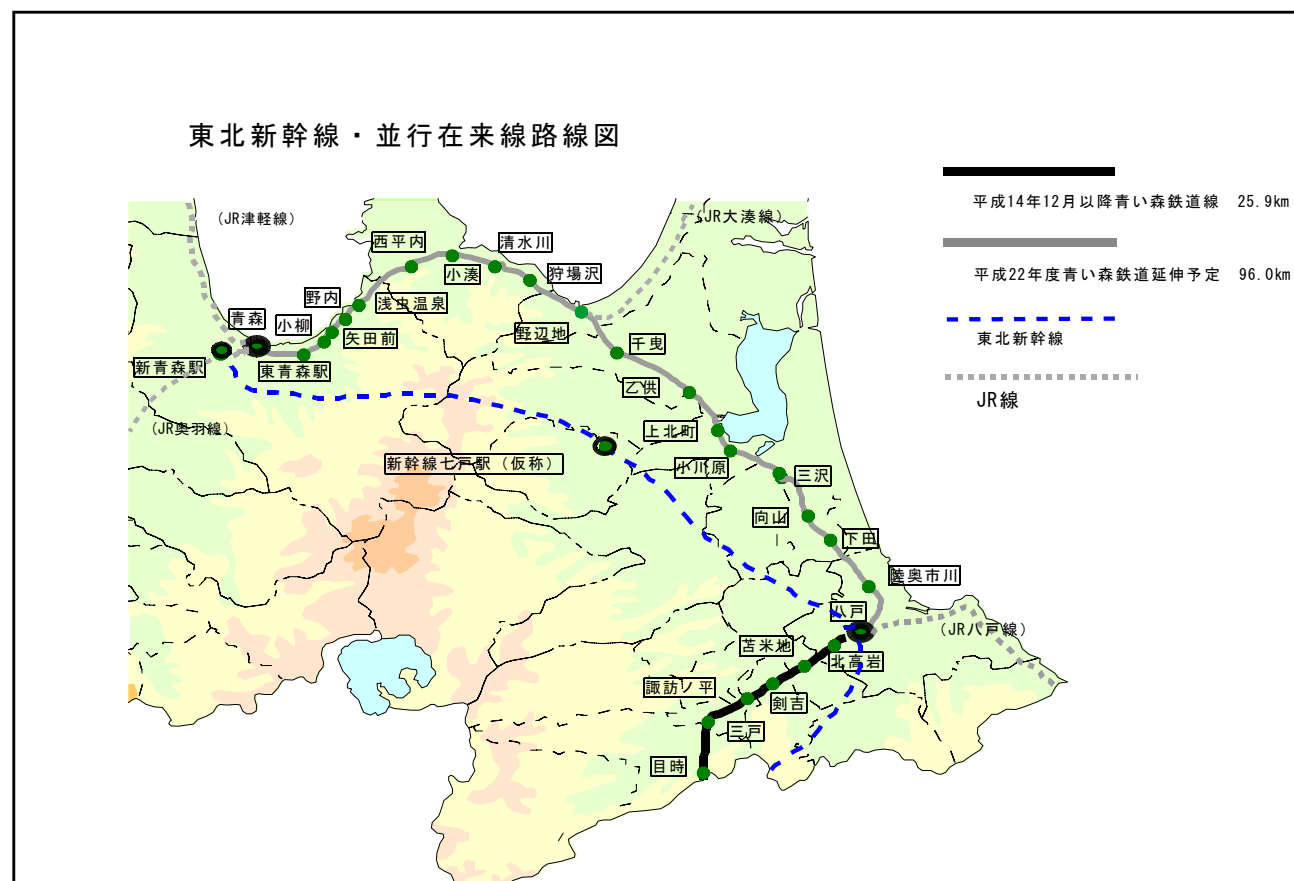 東北新幹線・並行在来線路線図
平成14年12月以降青い森鉄道線 25.9km
平成22年度青い森鉄道延伸予定 96.0km
東北新幹線
JR線
(JR津軽線)
(JR大湊線)
西平内
清水川
小湊
狩場沢
野内
浅虫温泉
青森
小柳
矢田前
野辺地
千曳
新青森駅
東青森駅
乙供
(JR奥羽線)
上北町
新幹線七戸駅(仮称)
小川原
三沢
向山
下田
陸奥市川
八戸
(JR八戸線)
苫米地
北高岩
諏訪ノ平
剣吉
三戸
目時